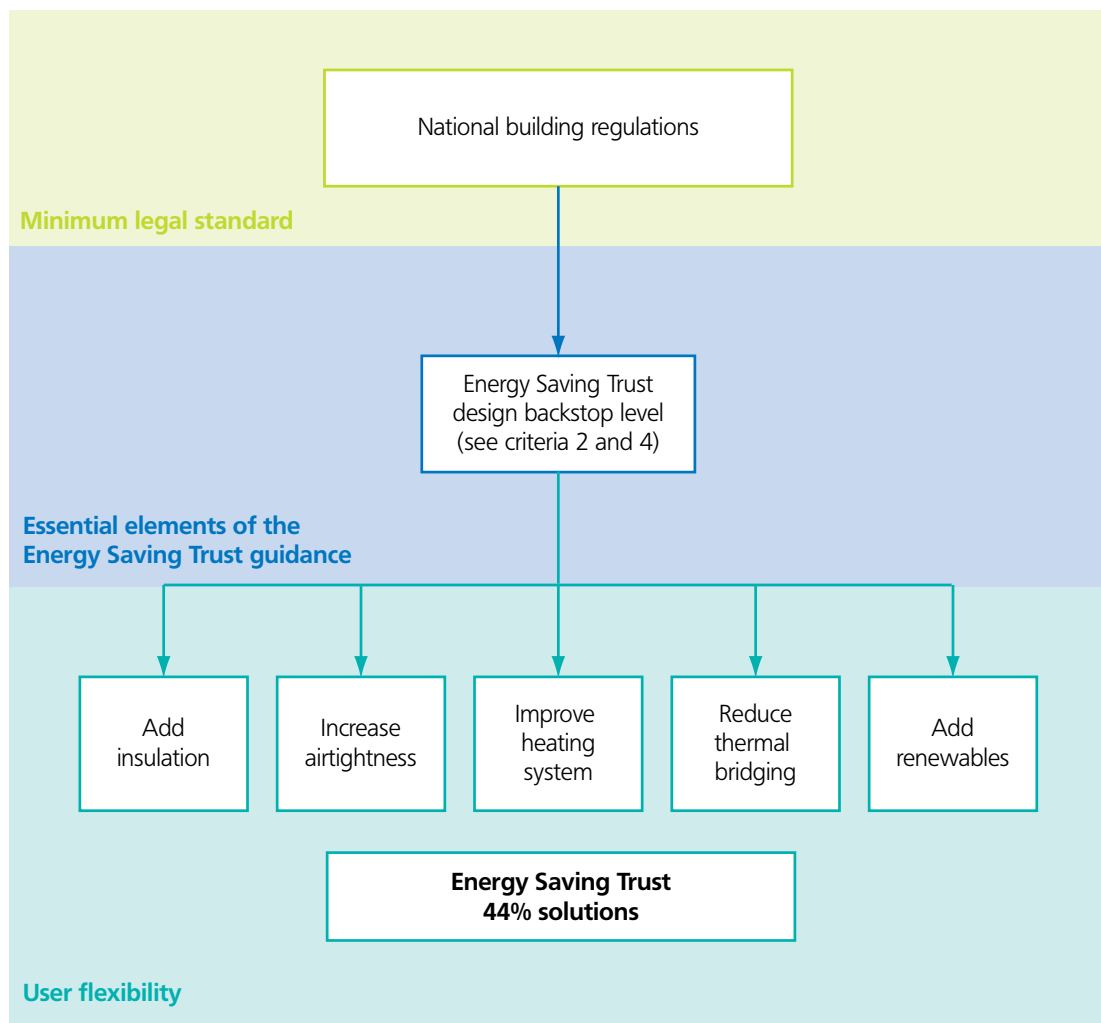 National building regulations
Minimum legal standard
Energy Saving Trust
design backstop level
(see criteria 2 and 4)
Essential elements of the
Energy Saving Trust guidance
Add
insulation
Increase
airtightness
Improve
heating
system
Reduce
thermal
bridging
Add
renewables
Energy Saving Trust
44% solutions
User flexibility